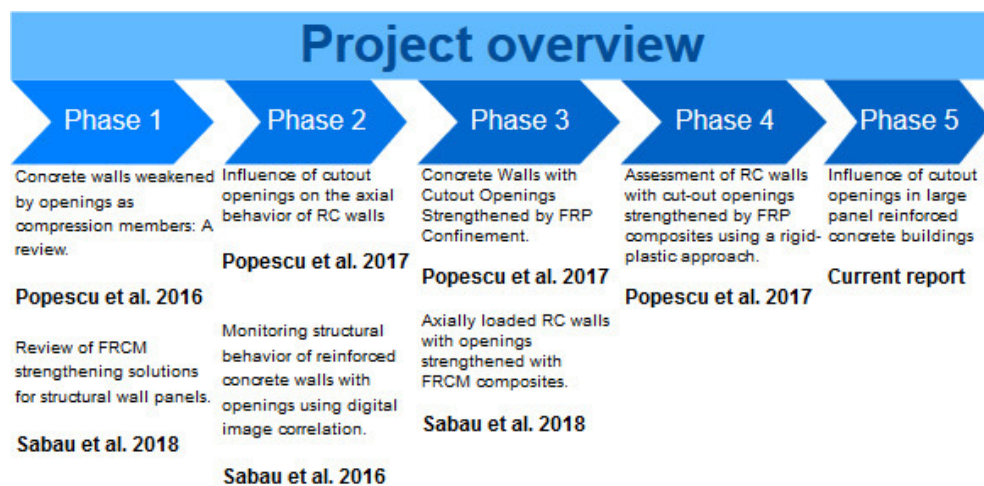 Project overview
Phase 1
Phase 2
Phase 3
Phase 4
Phase 5
Concrete walls weakened
by openings as
compression members: A
review.
Popescu et al. 2016
Review of FRCM
strengthening solutions
for structural wall panels.
Sabau et al. 2018
Influence of cutout
openings on the axial
behavior of RC walls
Popescu et al. 2017
Monitoring structural
behavior of reinforced
concrete walls with
openings using digital
image correlation.
Sabau et al. 2016
Concrete Walls with
Cutout Openings
Strengthened by FRP
Confinement.
Popescu et al. 2017
Axially loaded RC walls
with openings
strengthened with
FRCM composites.
Sabau et al. 2018
Assessment of RC walls
with cut-out openings
strengthened by FRP
composites using a rigid-
plastic approach.
Popescu et al. 2017
Influence of cutout
openings in large
panel reinforced
concrete buildings
Current report